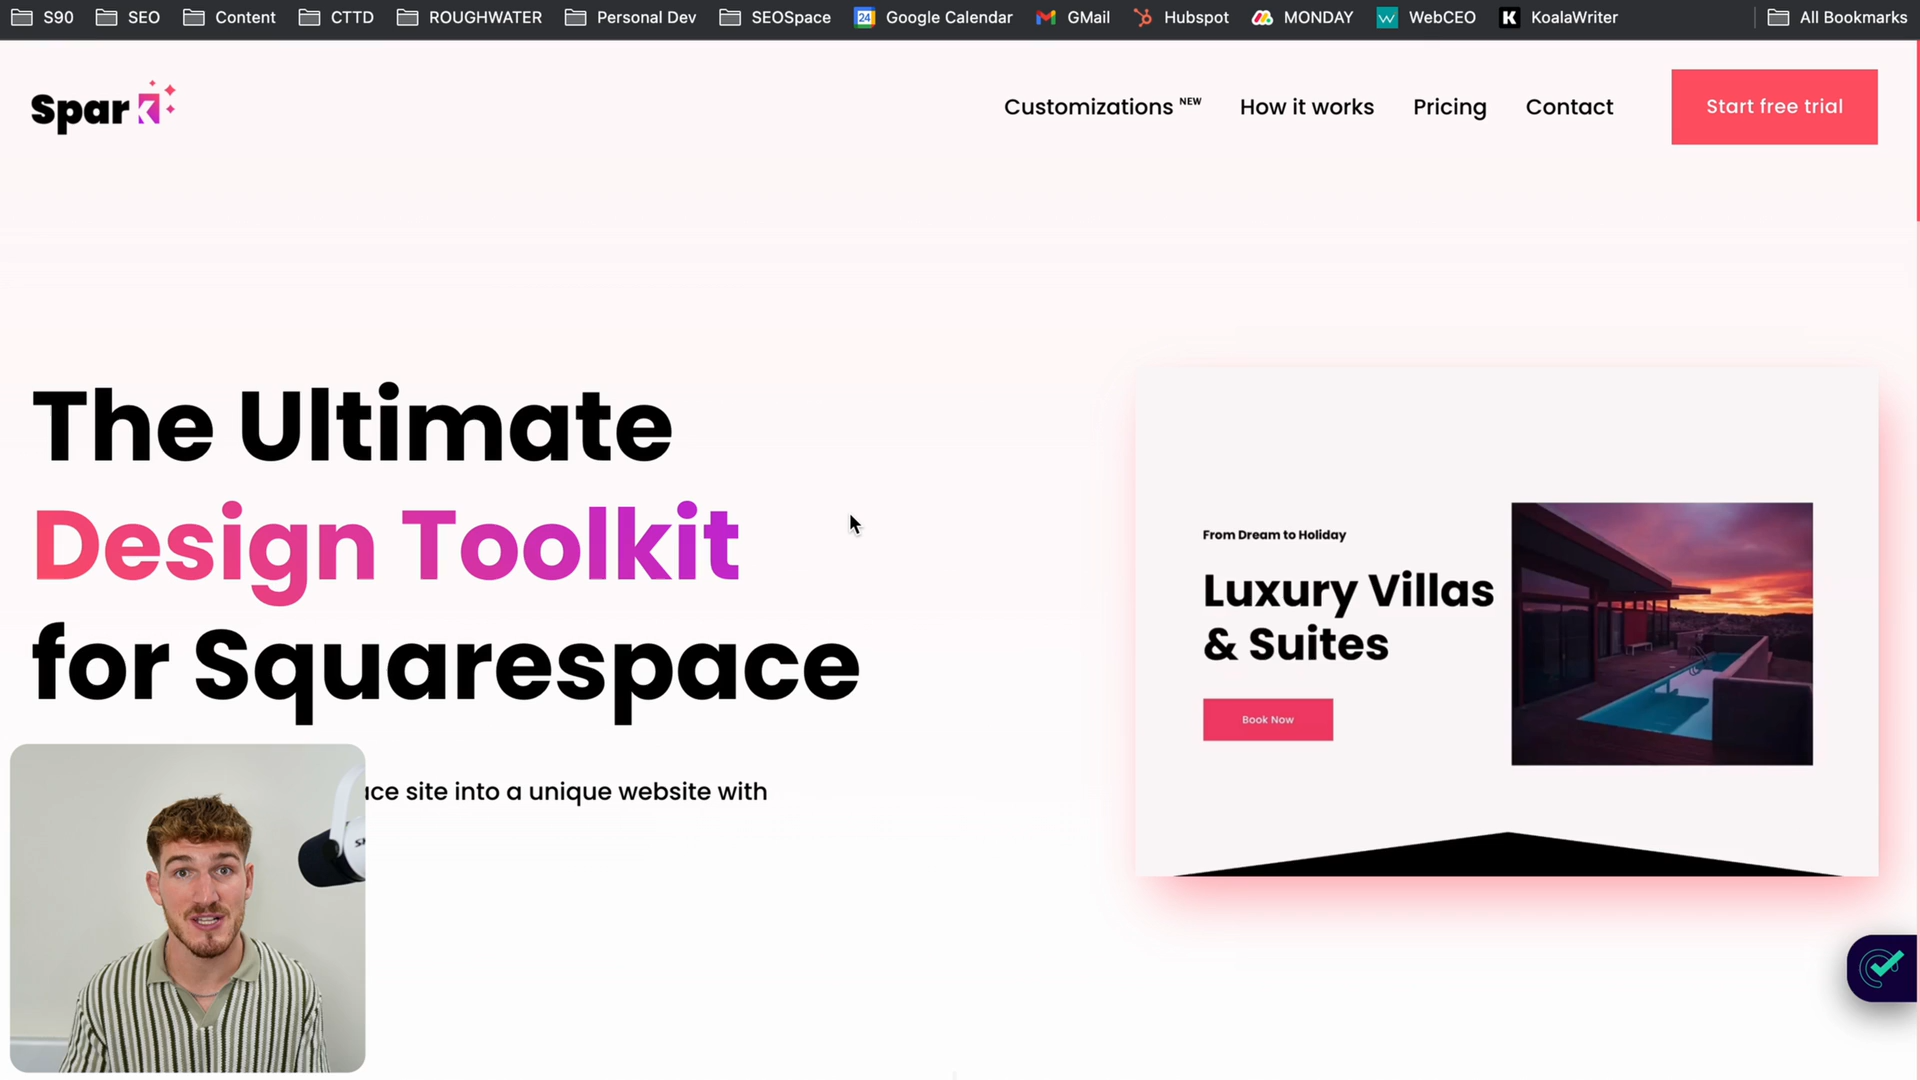 S90 SEO Content CTTD ROUGHWATER Personal Dev SEOSpace 24 Google Calendar GMail Hubspot MONDAY WebCEO KoalaWriter All Bookmarks
Spark
Customizations NEW How it works Pricing Contact Start free trial
The Ultimate
Design Toolkit
for Squarespace
site into a unique website with
From Dream to Holiday
Luxury Villas
& Suites
Book Now